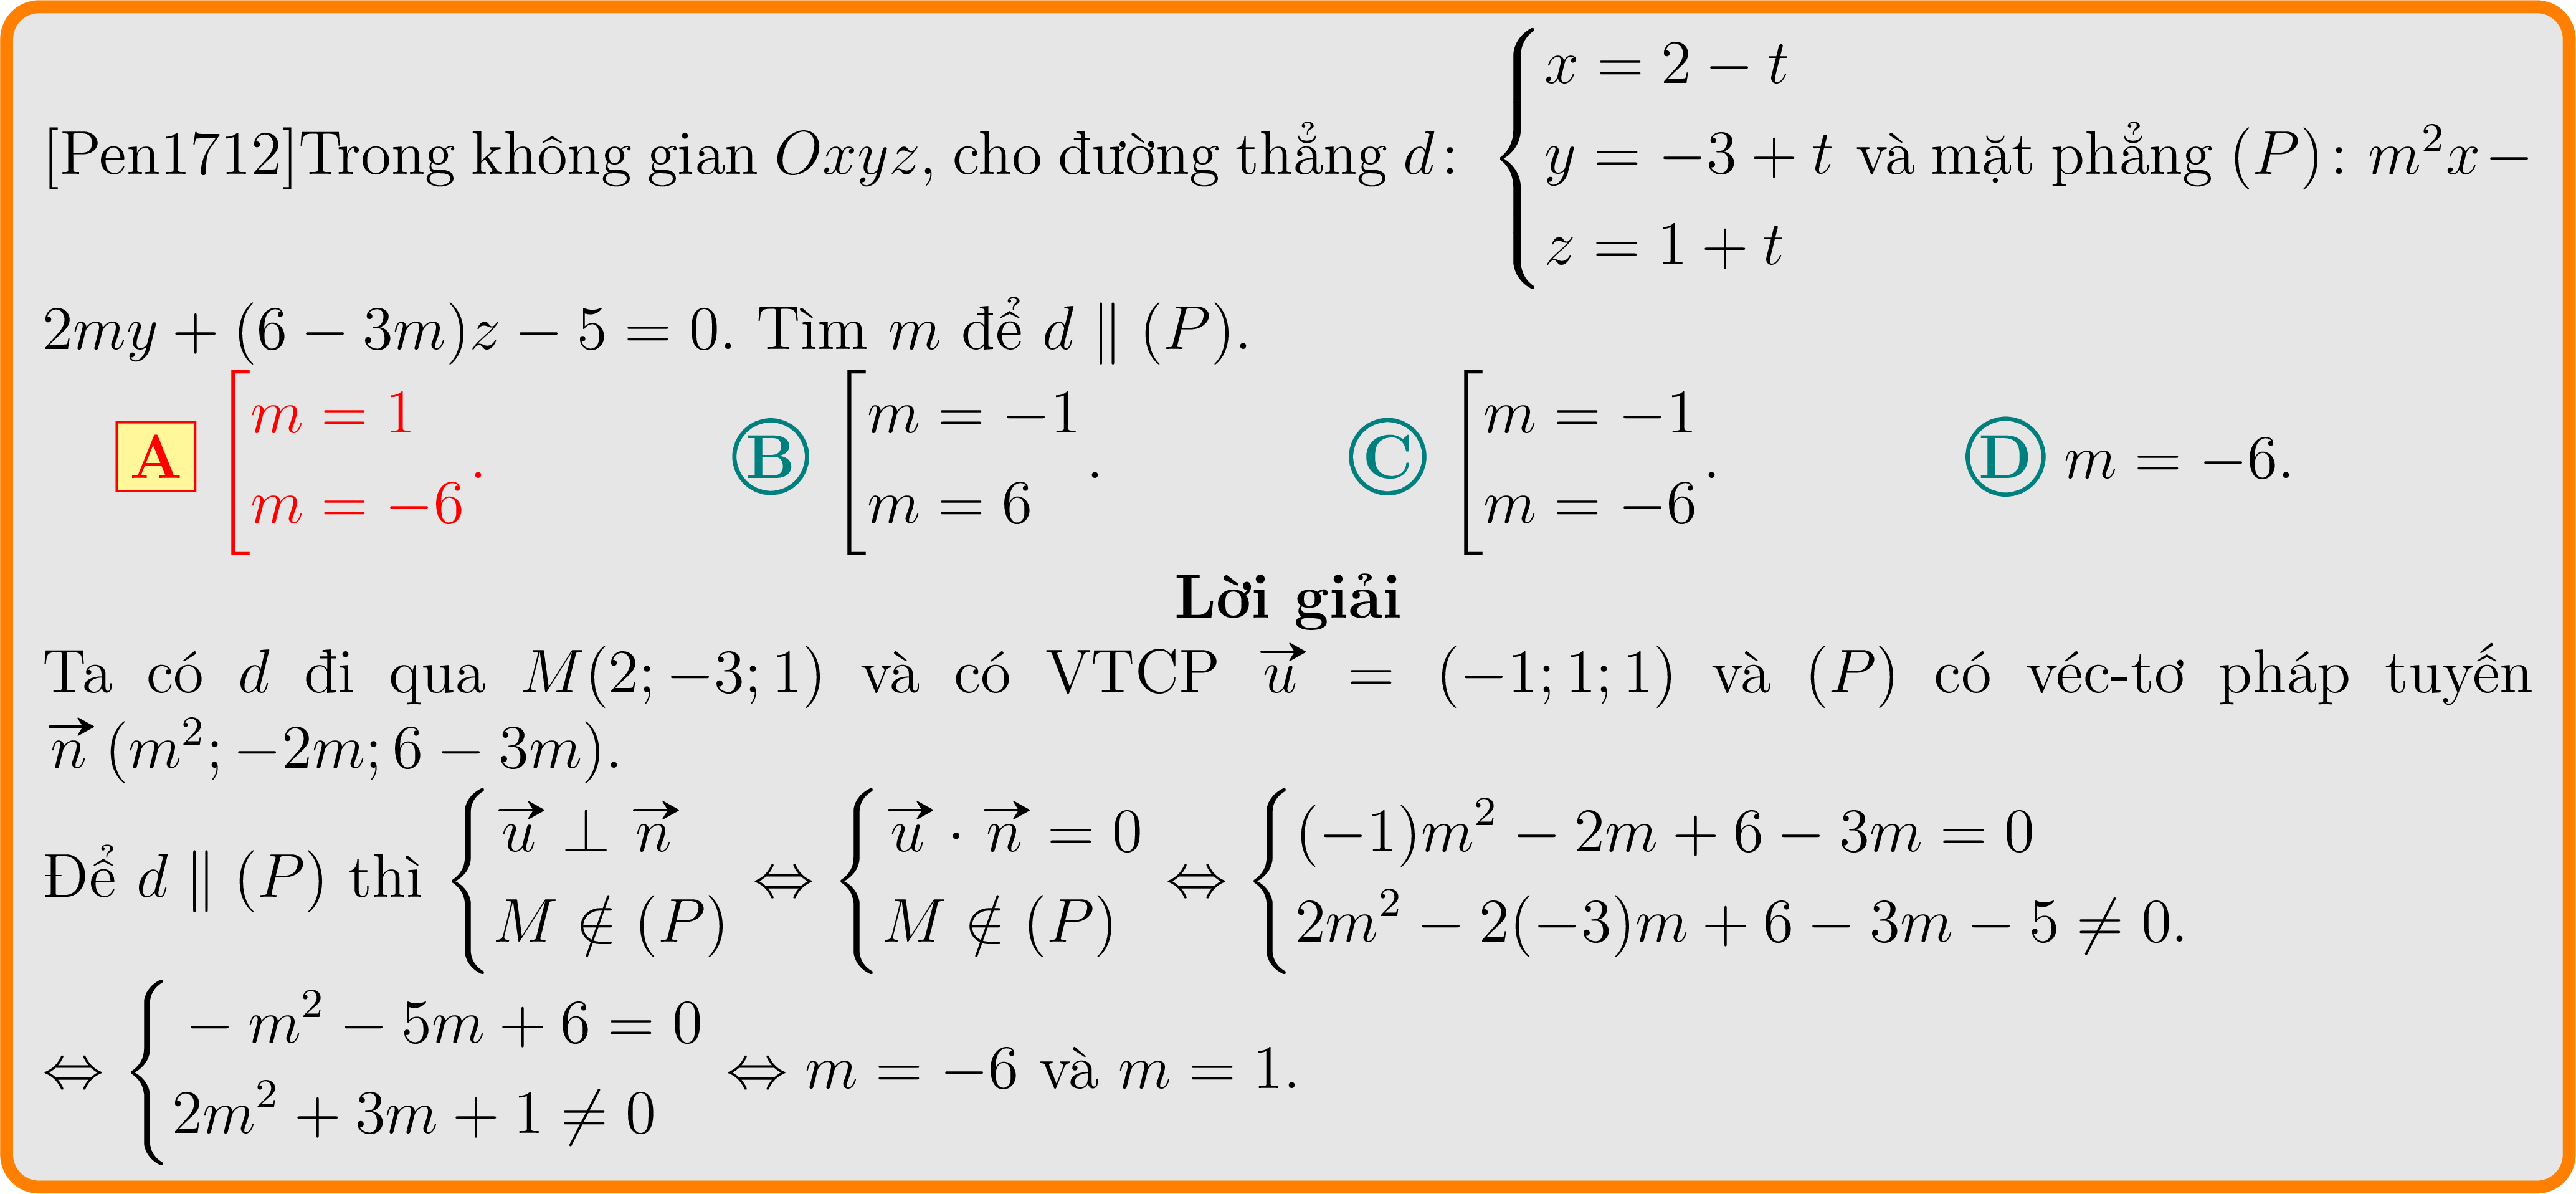 [Pen1712]Trong không gian $Oxyz$, cho đường thẳng $d\colon \begin{cases} x = 2 - t \\ y = -3 + t \\ z = 1 + t \end{cases}$ và mặt phẳng $(P)\colon m^2x -$
$2my + (6 - 3m)z - 5 = 0$. Tìm $m$ để $d \parallel (P)$.
A $\left[\begin{array}{l} m = 1 \\ m = -6 \end{array}\right.$. B $\left[\begin{array}{l} m = -1 \\ m = 6 \end{array}\right.$. C $\left[\begin{array}{l} m = -1 \\ m = -6 \end{array}\right.$. D $m = -6$.
Lời giải
Ta có $d$ đi qua $M(2; -3; 1)$ và có VTCP $\overrightarrow{u} = (-1; 1; 1)$ và $(P)$ có véc-tơ pháp tuyến
$\overrightarrow{n}(m^2; -2m; 6 - 3m)$.
Để $d \parallel (P)$ thì $\begin{cases} \overrightarrow{u} \perp \overrightarrow{n} \\ M \notin (P) \end{cases} \Leftrightarrow \begin{cases} \overrightarrow{u} \cdot \overrightarrow{n} = 0 \\ M \notin (P) \end{cases} \Leftrightarrow \begin{cases} (-1)m^2 - 2m + 6 - 3m = 0 \\ 2m^2 - 2(-3)m + 6 - 3m - 5 \neq 0. \end{cases}$
$\Leftrightarrow \begin{cases} -m^2 - 5m + 6 = 0 \\ 2m^2 + 3m + 1 \neq 0 \end{cases} \Leftrightarrow m = -6$ và $m = 1$.